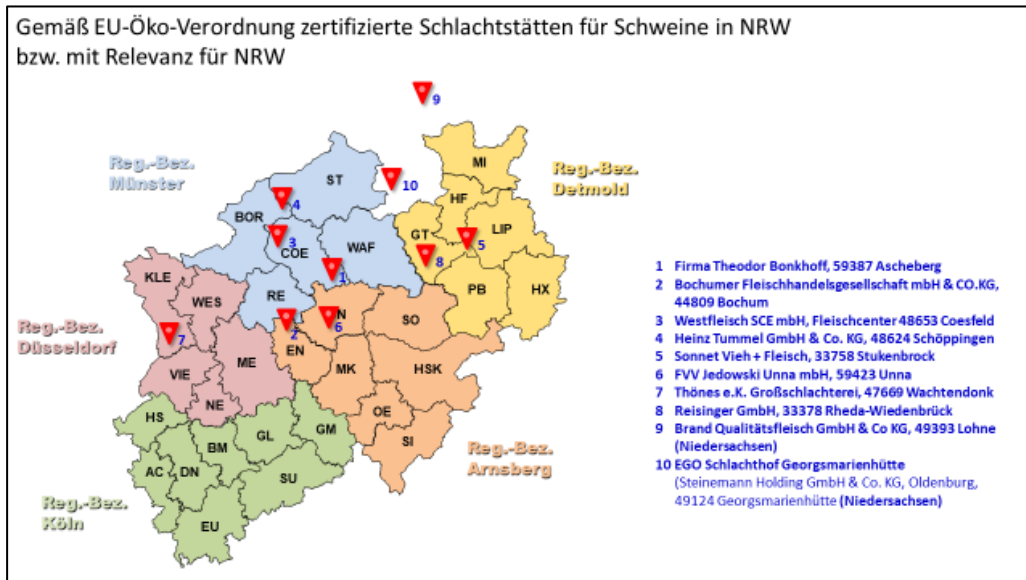 Gemäß EU-Öko-Verordnung zertifizierte Schlachtstätten für Schweine in NRW
bzw. mit Relevanz für NRW
9
Reg.-Bez.
Münster
ST
10
MI
Reg.-Bez.
Detmold
HF
BOR
4
LIP
GT
3
COE
WAF
5
8
KLE
1
PB
HX
WES
RE
SO
2
6
Reg.-Bez.
Düsseldorf
7
EN
ME
MK
HSK
VIE
NE
OE
HS
GM
GL
BM
SI
Reg.-Bez.
Arnsberg
AC
DN
SU
Reg.-Bez.
Köln
EU
1 Firma Theodor Bonkhoff, 59387 Ascheberg
2 Bochumer Fleischhandelsgesellschaft mbH & CO.KG,
44809 Bochum
3 Westfleisch SCE mbH, Fleischcenter 48653 Coesfeld
4 Heinz Tummel GmbH & Co. KG, 48624 Schöppingen
5 Sonnet Vieh + Fleisch, 33758 Stukenbrock
6 FVV Jedowski Unna mbH, 59423 Unna
7 Thönes e.K. Großschlachterei, 47669 Wachtendonk
8 Reisinger GmbH, 33378 Rheda-Wiedenbrück
9 Brand Qualitätsfleisch GmbH & Co KG, 49393 Lohne
(Niedersachsen)
10 EGO Schlachthof Georgsmarienhütte
(Steinemann Holding GmbH & Co. KG, Oldenburg,
49124 Georgsmarienhütte (Niedersachsen)